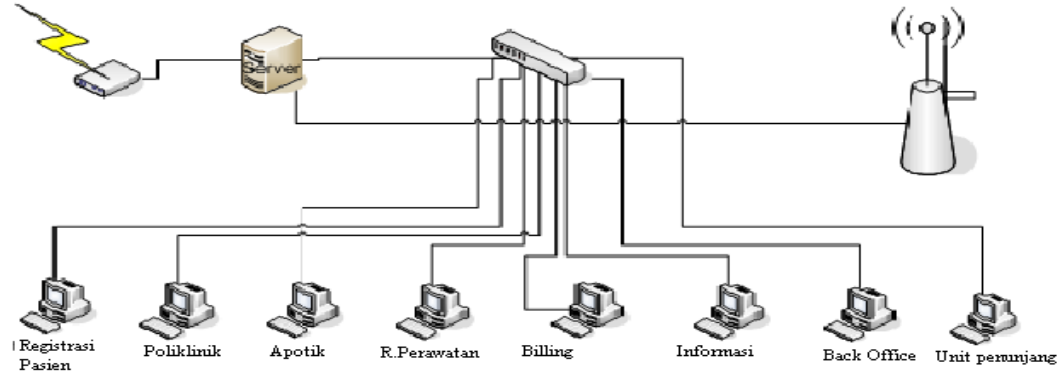 Server
Registrasi
Pasien
Poliklinik
Apotik
R.Perawatan
Billing
Informasi
Back Office
Unit penunjang